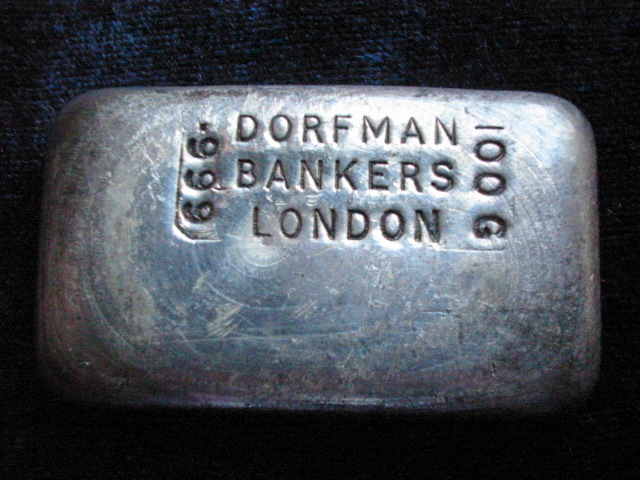 DORFMAN
BANKERS
LONDON
.999
100 G